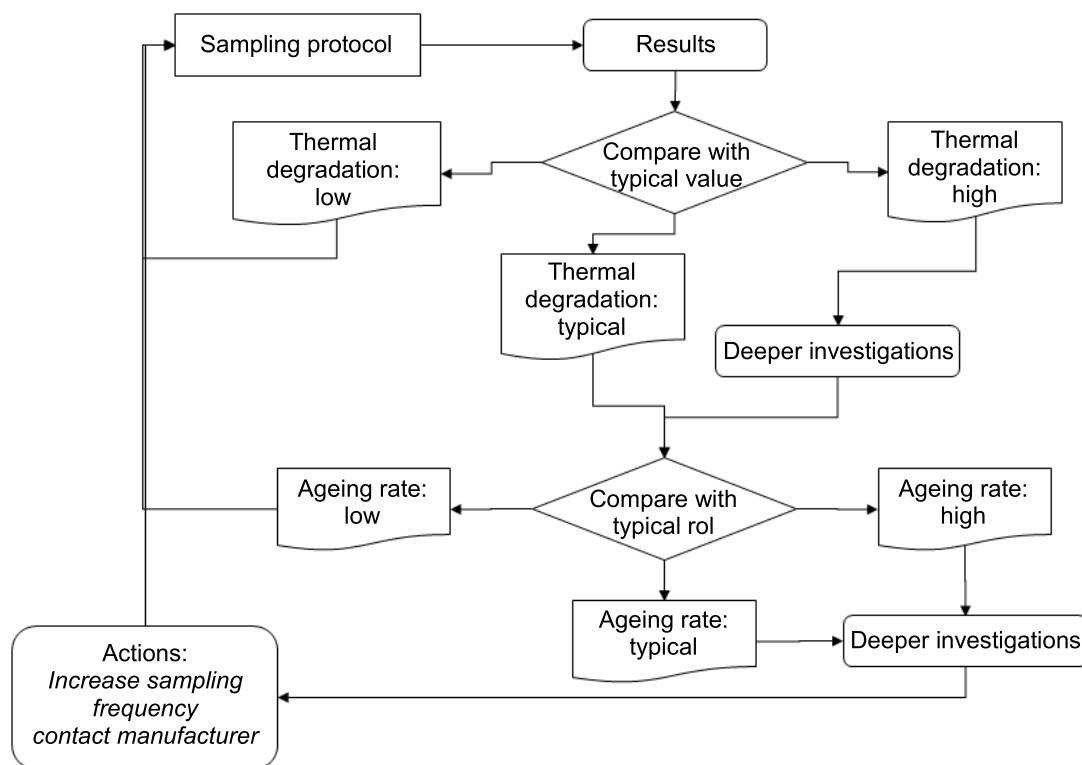 Sampling protocol
Results
Thermal
degradation:
low
Compare with
typical value
Thermal
degradation:
high
Thermal
degradation:
typical
Deeper investigations
Ageing rate:
low
Compare with
typical rol
Ageing rate:
high
Ageing rate:
typical
Deeper investigations
Actions:
Increase sampling
frequency
contact manufacturer